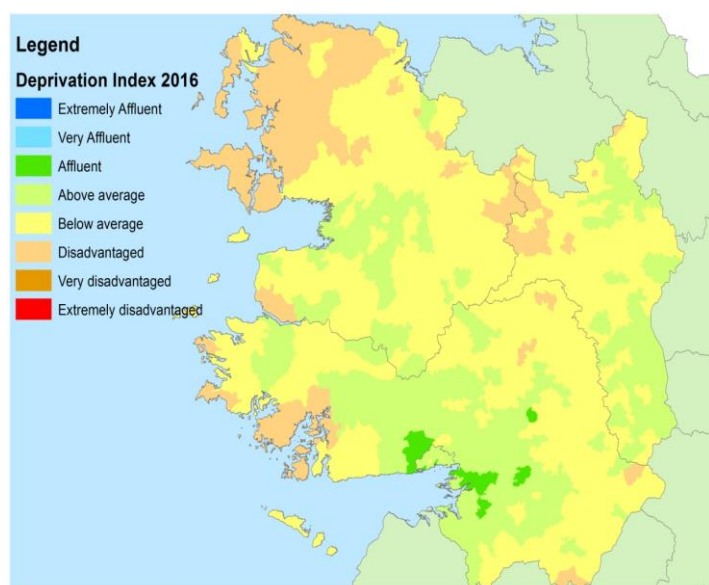 Legend
Deprivation Index 2016
Extremely Affluent
Very Affluent
Affluent
Above average
Below average
Disadvantaged
Very disadvantaged
Extremely disadvantaged